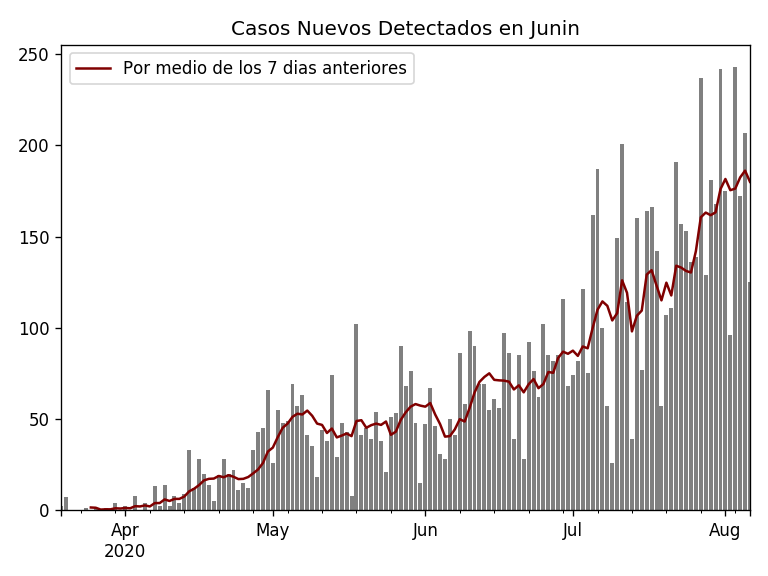 Casos Nuevos Detectados en Junin
Por medio de los 7 dias anteriores
250
200
150
100
50
0
Apr
2020
May
Jun
Jul
Aug